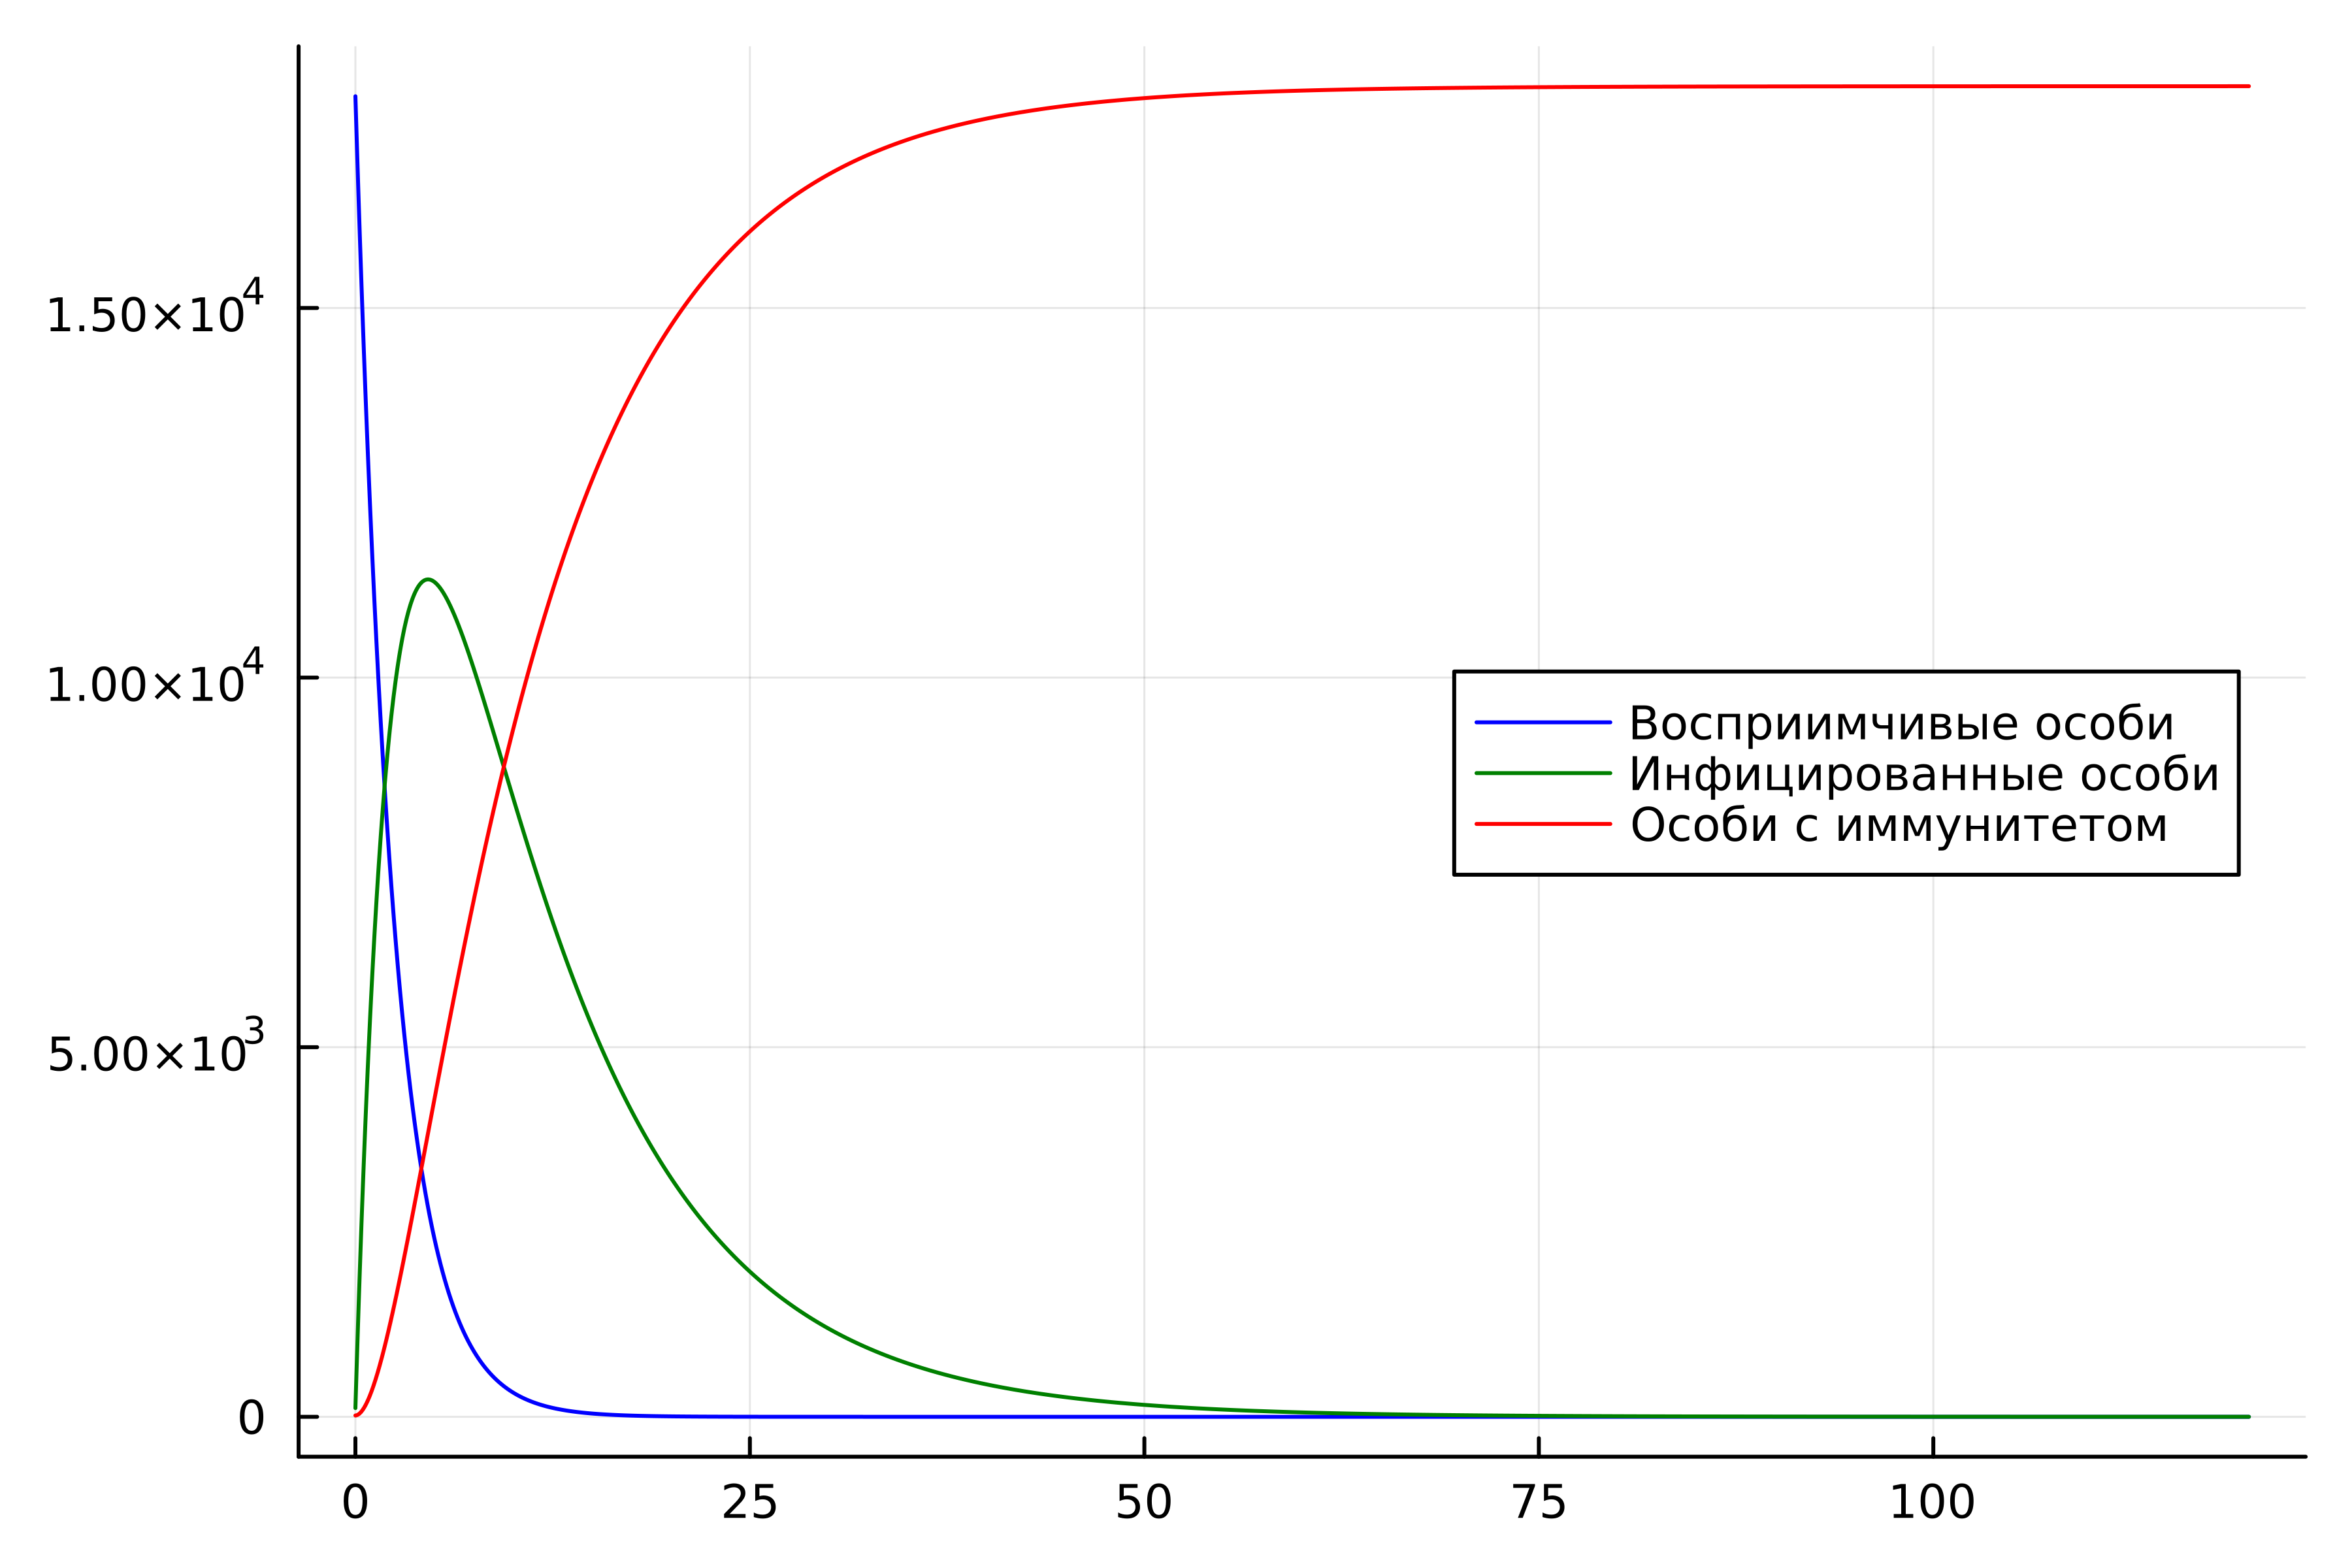 1.50×10⁴
1.00×10⁴
5.00×10³
0
Восприимчивые особи
Инфицированные особи
Особи с иммунитетом
0 25 50 75 100